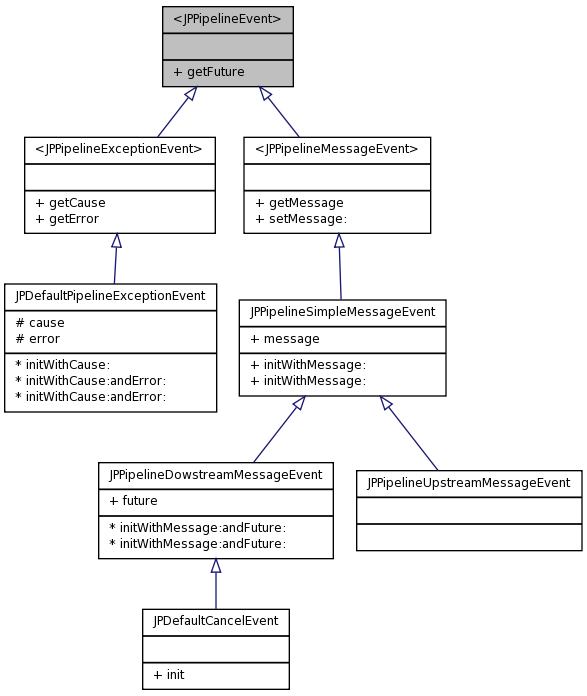 <JPPipelineEvent>
+ getFuture
<JPPipelineExceptionEvent>
+ getCause
+ getError
<JPPipelineMessageEvent>
+ getMessage
+ setMessage:
JPDefaultPipelineExceptionEvent
# cause
# error
* initWithCause:
* initWithCause:andError:
* initWithCause:andError:
JPPipelineSimpleMessageEvent
+ message
+ initWithMessage:
+ initWithMessage:
JPPipelineDowstreamMessageEvent
+ future
* initWithMessage:andFuture:
* initWithMessage:andFuture:
JPPipelineUpstreamMessageEvent
JPDefaultCancelEvent
+ init